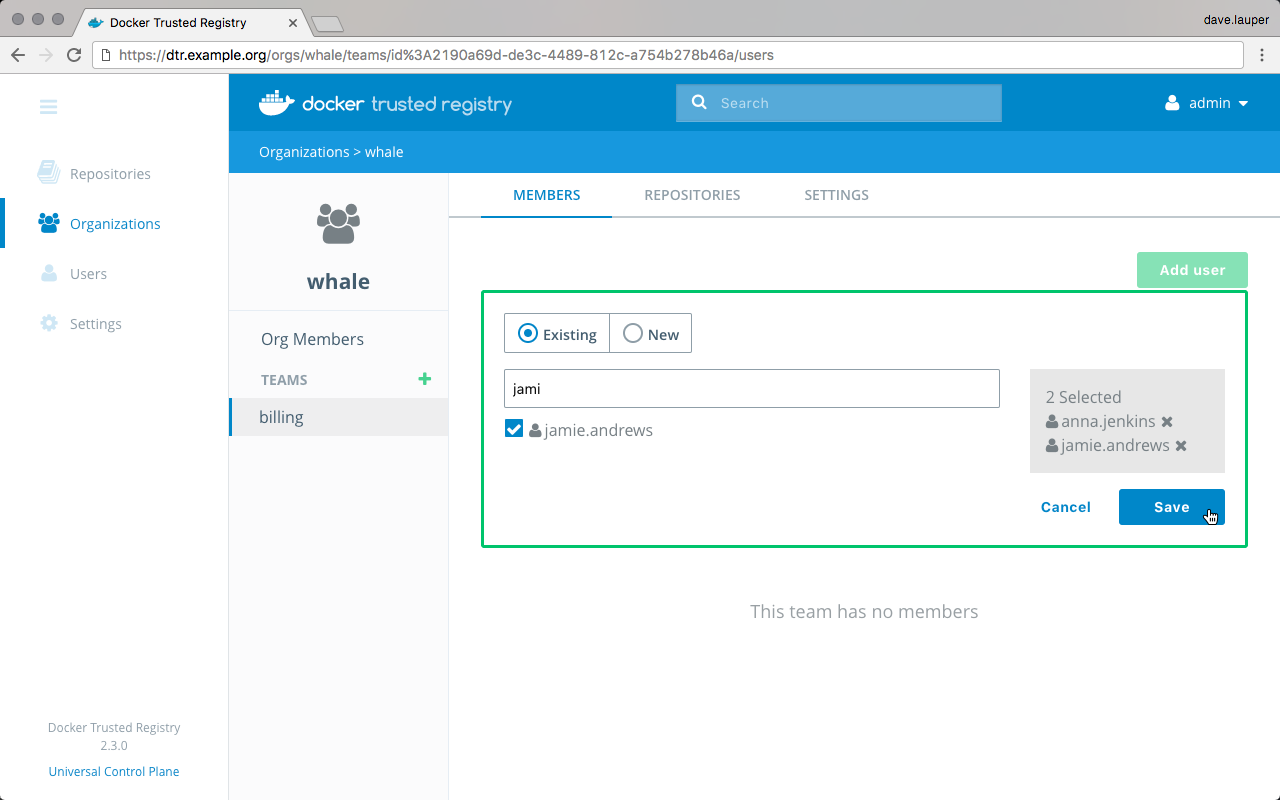 Docker Trusted Registry
dave.lauper
https://dtr.example.org/orgs/whale/teams/id%3A2190a69d-de3c-4489-812c-a754b278b46a/users
docker trusted registry
Search
admin
Organizations > whale
Repositories
Organizations
Users
Settings
whale
Org Members
TEAMS
billing
MEMBERS REPOSITORIES SETTINGS
Add user
Existing New
jami
jamie.andrews
2 Selected
anna.jenkins
jamie.andrews
Cancel Save
This team has no members
Docker Trusted Registry
2.3.0
Universal Control Plane